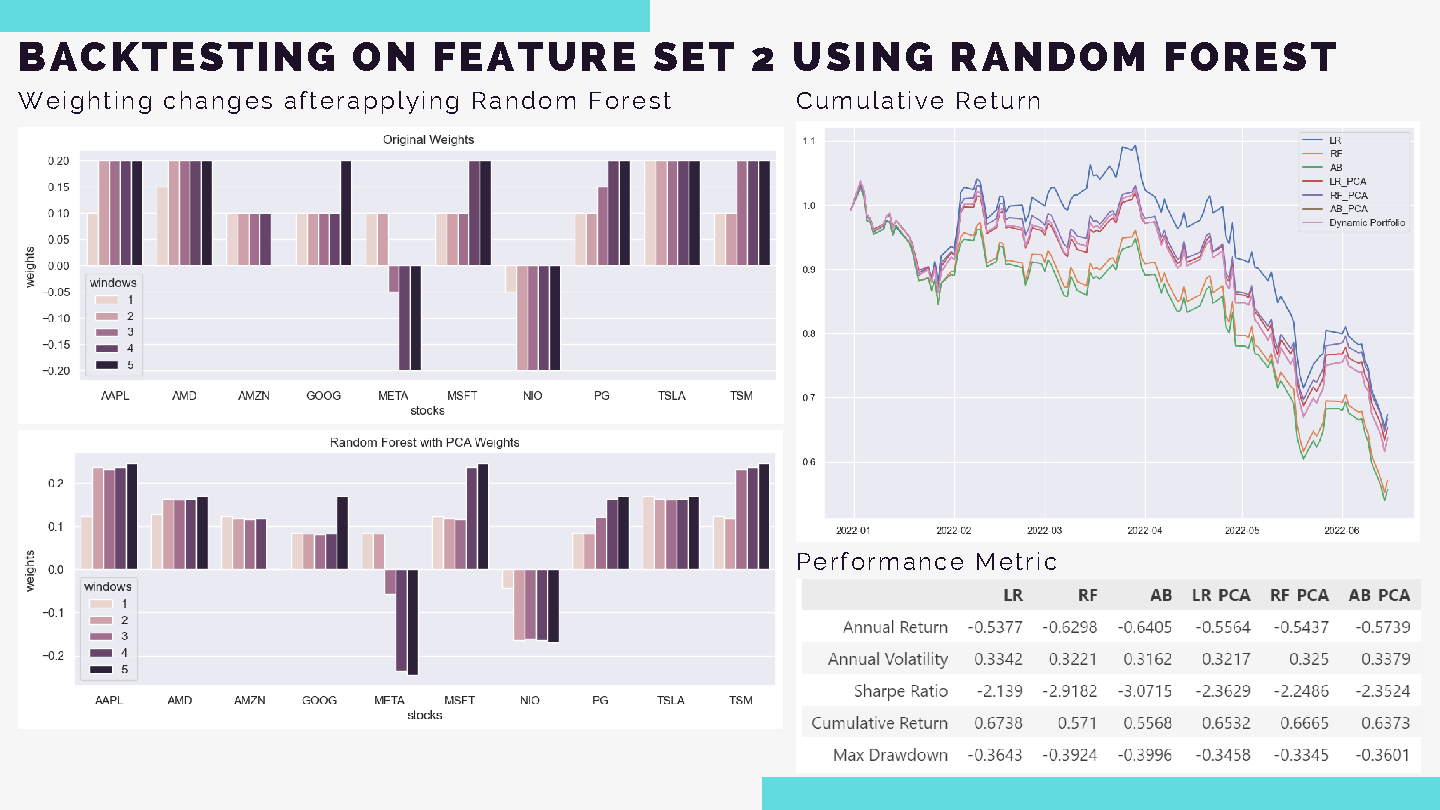 BACKTESTING ON FEATURE SET 2 USING RANDOM FOREST
Weighting changes afterapplying Random Forest
Original Weights
0.20
0.15
0.10
0.05
0.00
−0.05
−0.10
−0.15
−0.20
weights
windows
1
2
3
4
5
AAPL AMD AMZN GOOG META MSFT NIO PG TSLA TSM
stocks
Random Forest with PCA Weights
0.2
0.1
0.0
−0.1
−0.2
weights
windows
1
2
3
4
5
AAPL AMD AMZN GOOG META MSFT NIO PG TSLA TSM
stocks
Cumulative Return
1.1
1.0
0.9
0.8
0.7
0.6
LR
RF
AB
LR_PCA
RF_PCA
AB_PCA
Dynamic Portfolio
2022-01 2022-02 2022-03 2022-04 2022-05 2022-06
Performance Metric
LR RF AB LR PCA RF PCA AB PCA
Annual Return -0.5377 -0.6298 -0.6405 -0.5564 -0.5437 -0.5739
Annual Volatility 0.3342 0.3221 0.3162 0.3217 0.325 0.3379
Sharpe Ratio -2.139 -2.9182 -3.0715 -2.3629 -2.2486 -2.3524
Cumulative Return 0.6738 0.571 0.5568 0.6532 0.6665 0.6373
Max Drawdown -0.3643 -0.3924 -0.3996 -0.3458 -0.3345 -0.3601